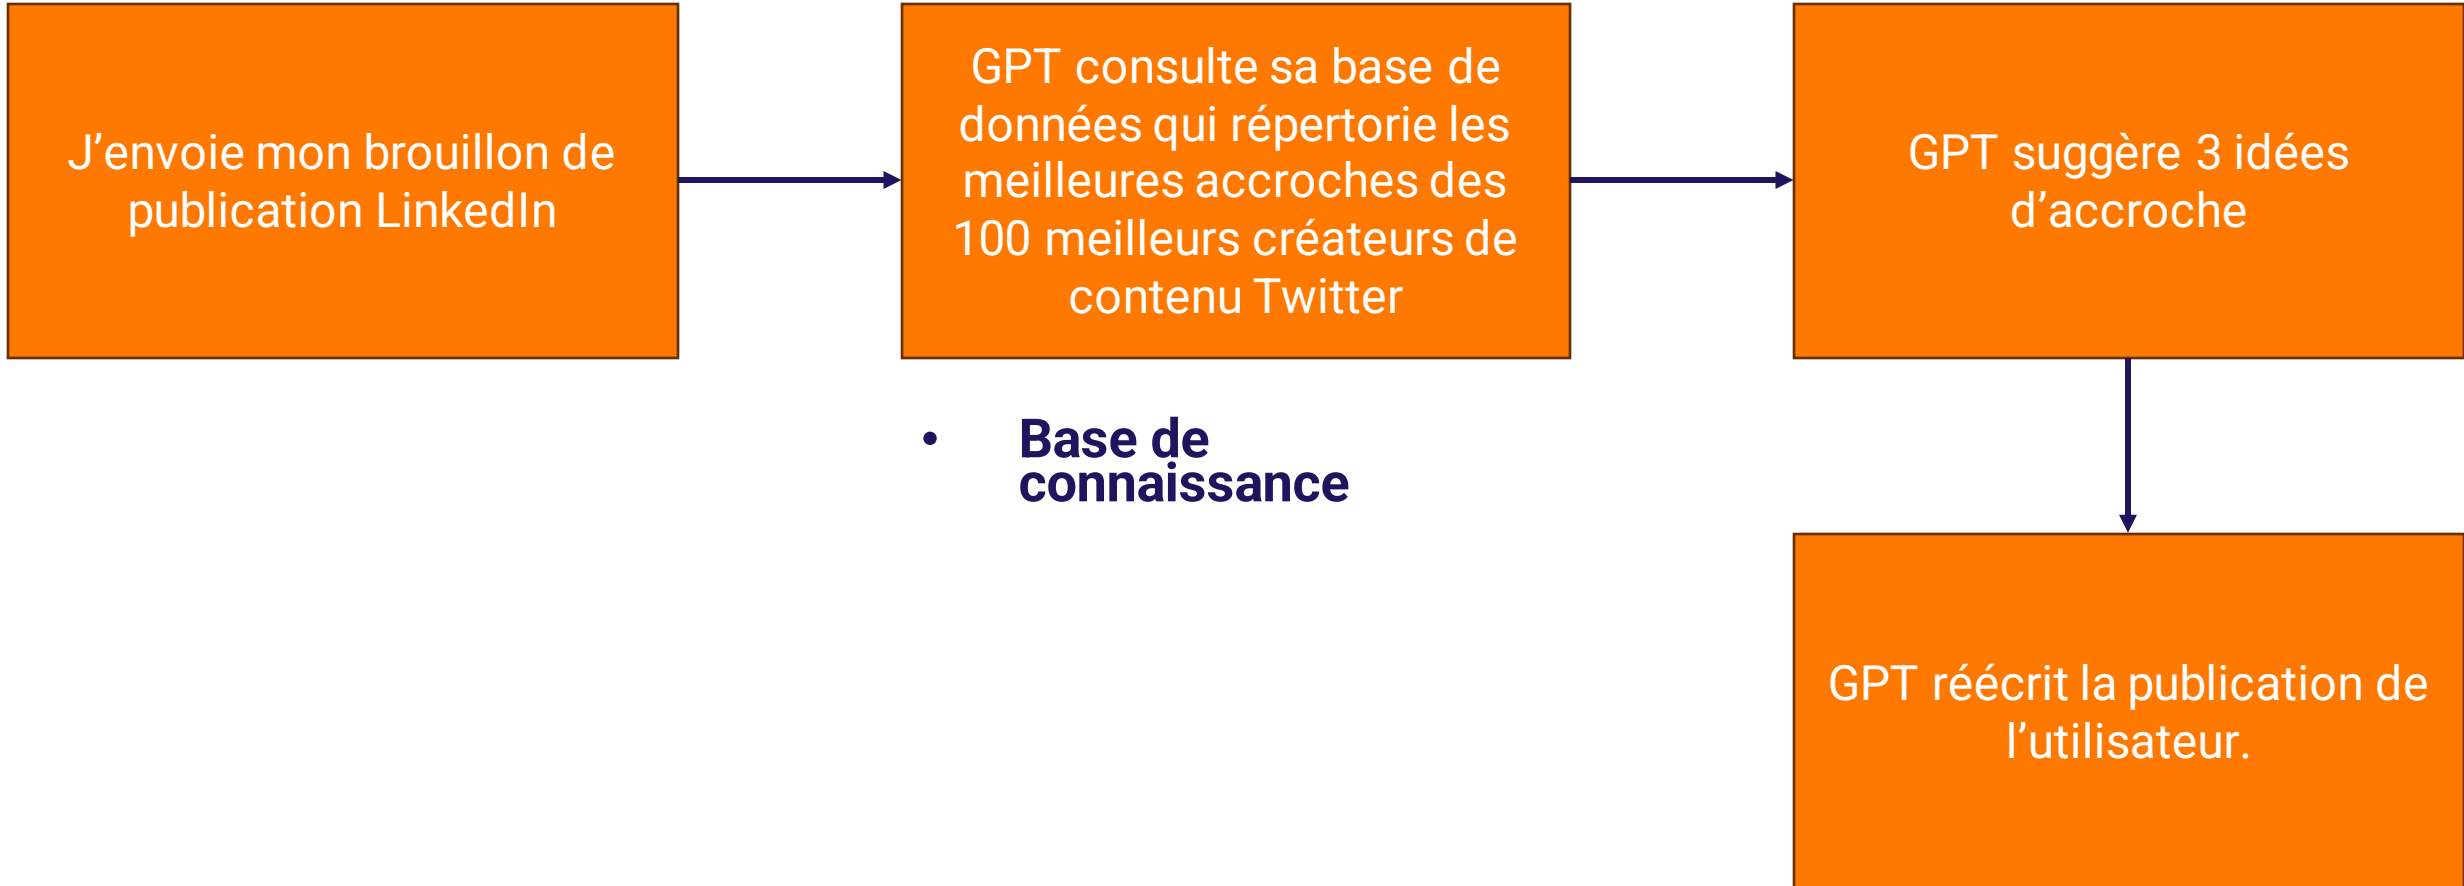 J’envoie mon brouillon de
publication LinkedIn
GPT consulte sa base de
données qui répertorie les
meilleures accroches des
100 meilleurs créateurs de
contenu Twitter
GPT suggère 3 idées
d’accroche
• Base de
connaissance
GPT réécrit la publication de
l’utilisateur.